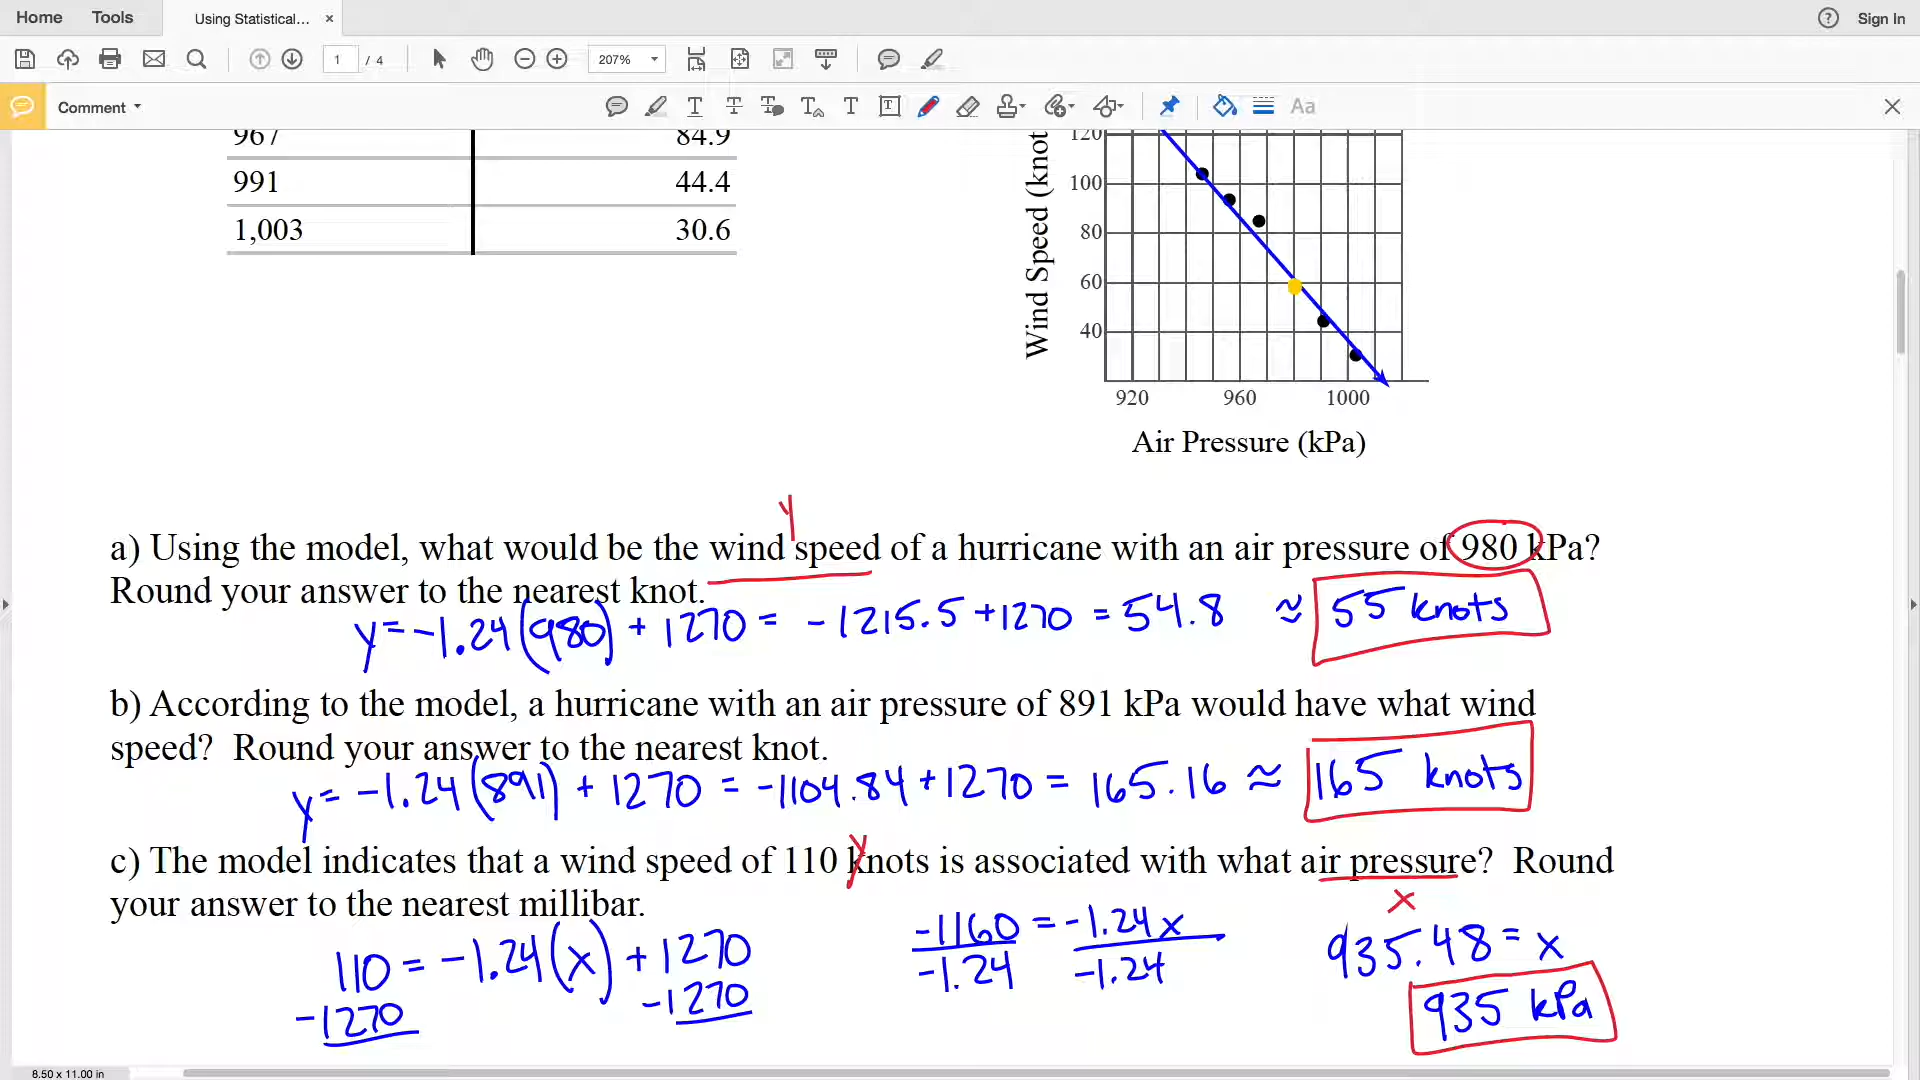 Home Tools Using Statistical... × Sign In
1 / 4 207%
Comment Aa
967 84.9
991 44.4
1,003 30.6
Wind Speed (knot
120
100
80
60
40
920 960 1000
Air Pressure (kPa)
y
a) Using the model, what would be the wind speed of a hurricane with an air pressure of 980 kPa?
Round your answer to the nearest knot.
y = -1.24(980) + 1270 = -1215.5 + 1270 = 54.8 ≈ 55 knots
b) According to the model, a hurricane with an air pressure of 891 kPa would have what wind
speed? Round your answer to the nearest knot.
y = -1.24(891) + 1270 = -1104.84 + 1270 = 165.16 ≈ 165 knots
y
c) The model indicates that a wind speed of 110 knots is associated with what air pressure? Round
your answer to the nearest millibar.
x
110 = -1.24(x) + 1270
-1270 -1270
-1160 = -1.24x
-1.24 -1.24
935.48 = x
935 kPa
8.50 x 11.00 in